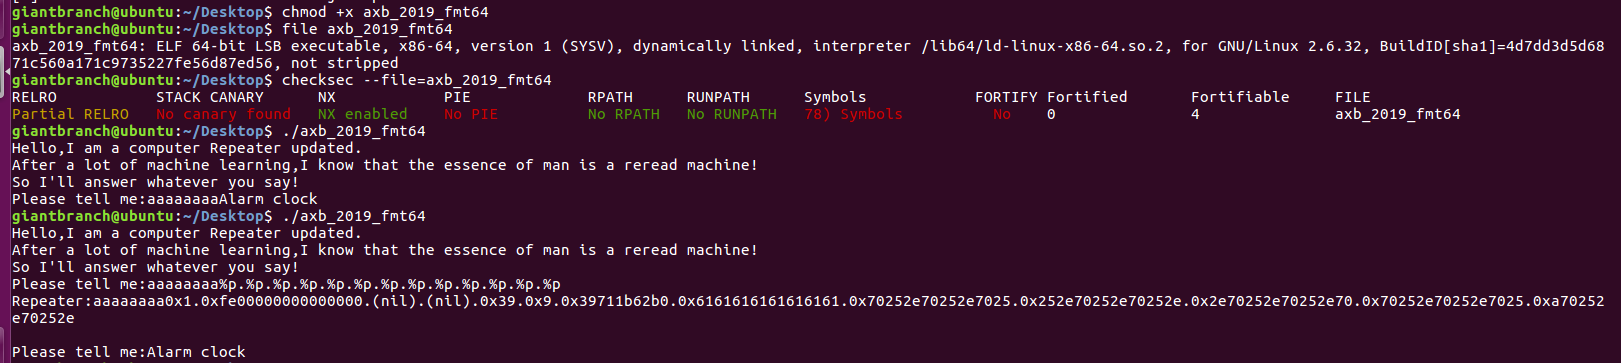 giantbranch@ubuntu:~/Desktop$ chmod +x axb_2019_fmt64
giantbranch@ubuntu:~/Desktop$ file axb_2019_fmt64
axb_2019_fmt64: ELF 64-bit LSB executable, x86-64, version 1 (SYSV), dynamically linked, interpreter /lib64/ld-linux-x86-64.so.2, for GNU/Linux 2.6.32, BuildID[sha1]=4d7dd3d5d6871c560a171c9735227fe56d87ed56, not stripped
giantbranch@ubuntu:~/Desktop$ checksec --file=axb_2019_fmt64
RELRO STACK CANARY NX PIE RPATH RUNPATH Symbols FORTIFY Fortified Fortifiable FILE
Partial RELRO No canary found NX enabled No PIE No RPATH No RUNPATH 78) Symbols No 0 4 axb_2019_fmt64
giantbranch@ubuntu:~/Desktop$ ./axb_2019_fmt64
Hello,I am a computer Repeater updated.
After a lot of machine learning,I know that the essence of man is a reread machine!
So I'll answer whatever you say!
Please tell me:aaaaaaaaAlarm clock
giantbranch@ubuntu:~/Desktop$ ./axb_2019_fmt64
Hello,I am a computer Repeater updated.
After a lot of machine learning,I know that the essence of man is a reread machine!
So I'll answer whatever you say!
Please tell me:aaaaaaaa%p.%p.%p.%p.%p.%p.%p.%p.%p.%p.%p.%p.%p
Repeater:aaaaaaaa0x1.0xfe00000000000000.(nil).(nil).0x39.0x9.0x39711b62b0.0x6161616161616161.0x70252e70252e7025.0x252e70252e70252e.0x2e70252e70252e70.0x70252e70252e7025.0xa70252e70252e
Please tell me:Alarm clock